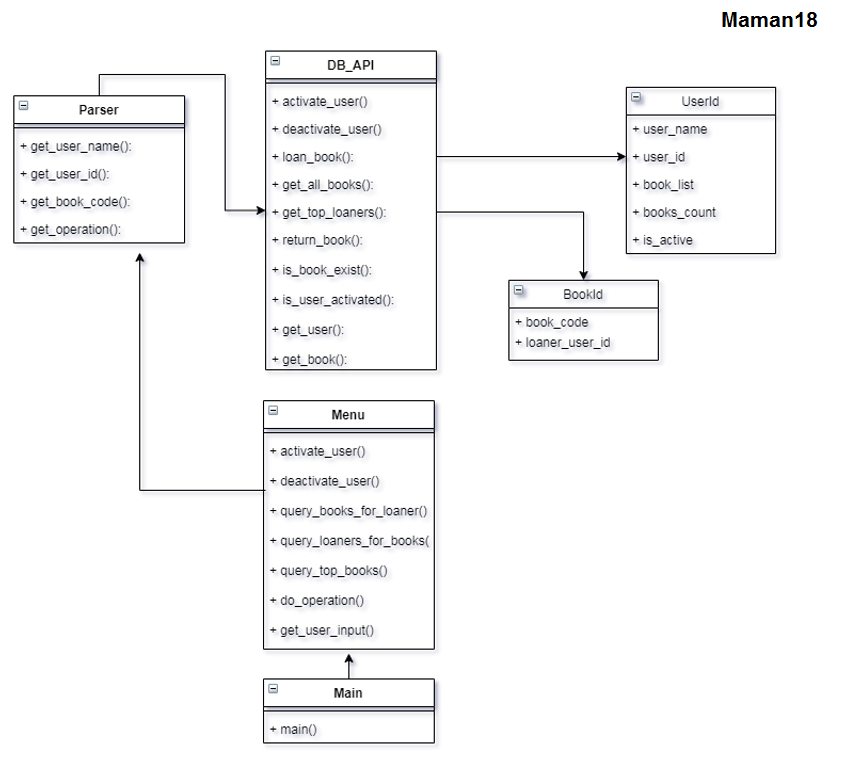 Maman18
DB_API
+ activate_user()
+ deactivate_user()
+ loan_book():
+ get_all_books():
+ get_top_loaners():
+ return_book():
+ is_book_exist():
+ is_user_activated():
+ get_user():
+ get_book():
Parser
+ get_user_name():
+ get_user_id():
+ get_book_code():
+ get_operation():
UserId
+ user_name
+ user_id
+ book_list
+ books_count
+ is_active
BookId
+ book_code
+ loaner_user_id
Menu
+ activate_user()
+ deactivate_user()
+ query_books_for_loaner()
+ query_loaners_for_books(
+ query_top_books()
+ do_operation()
+ get_user_input()
Main
+ main()